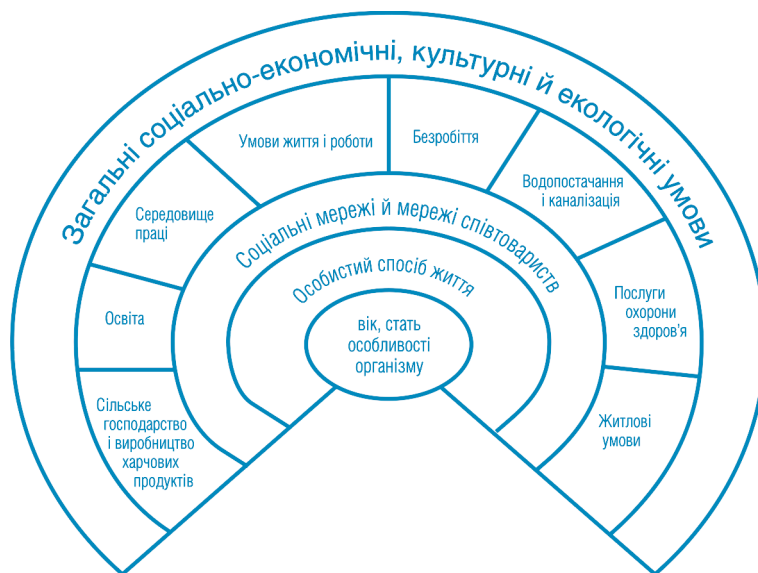 Загальні соціально-економічні, культурні й екологічні умови
Умови життя і роботи
Безробіття
Водопостачання
і каналізація
Середовище
праці
Соціальні мережі й мережі співтовариств
Особистий спосіб життя
Послуги
охорони
здоров'я
Освіта
вік, стать
особливості
організму
Сільське
господарство
і виробництво
харчових
продуктів
Житлові
умови